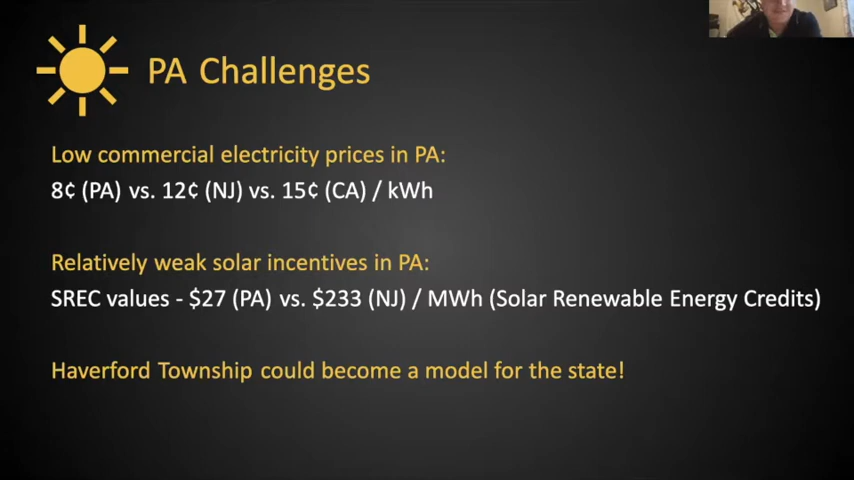 PA Challenges
Low commercial electricity prices in PA:
8¢ (PA) vs. 12¢ (NJ) vs. 15¢ (CA) / kWh
Relatively weak solar incentives in PA:
SREC values - $27 (PA) vs. $233 (NJ) / MWh (Solar Renewable Energy Credits)
Haverford Township could become a model for the state!